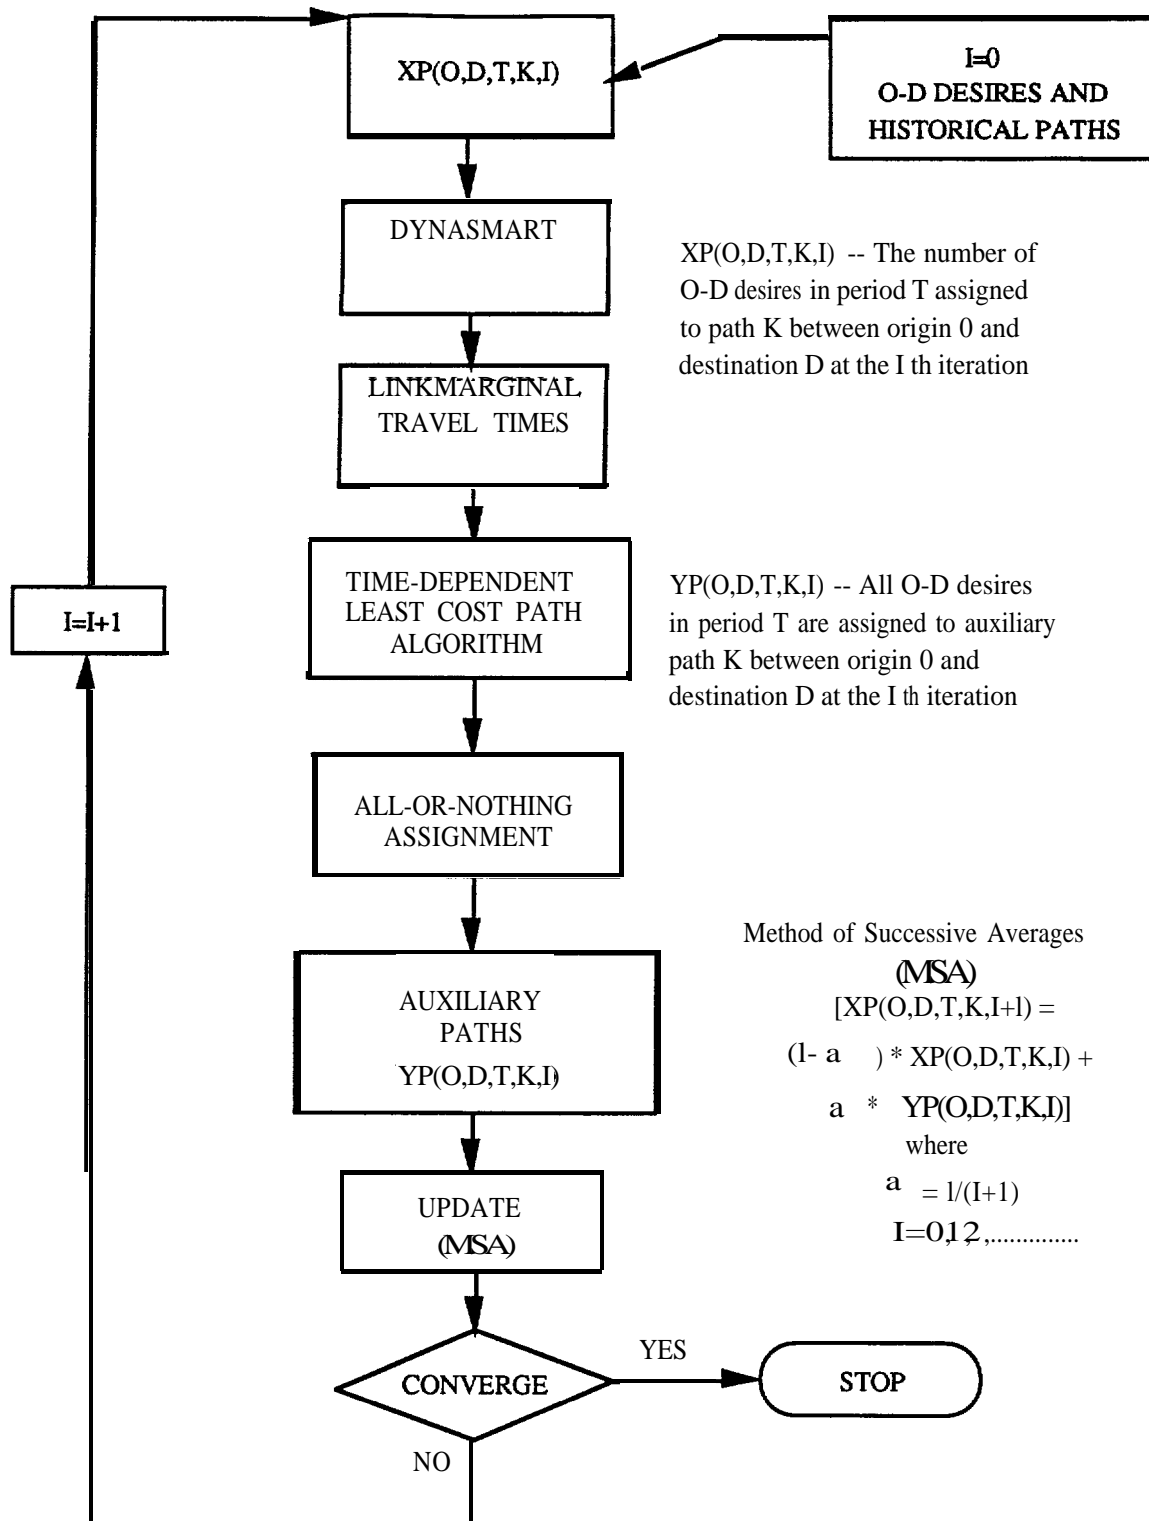 XP(O,D,T,K,I)
I=0
O-D DESIRES AND
HISTORICAL PATHS
DYNASMART
XP(O,D,T,K,I) -- The number of
O-D desires in period T assigned
to path K between origin 0 and
destination D at the I th iteration
LINKMARGINAL
TRAVEL TIMES
TIME-DEPENDENT
LEAST COST PATH
ALGORITHM
YP(O,D,T,K,I) -- All O-D desires
in period T are assigned to auxiliary
path K between origin 0 and
destination D at the I th iteration
I=I+1
ALL-OR-NOTHING
ASSIGNMENT
AUXILIARY
PATHS
YP(O,D,T,K,I)
Method of Successive Averages
(MSA)
[XP(O,D,T,K,I+l) =
(l- a ) * XP(O,D,T,K,I) +
a * YP(O,D,T,K,I)]
where
a = l/(I+1)
I=0,1,2,..............
UPDATE
(MSA)
CONVERGE
YES
STOP
NO